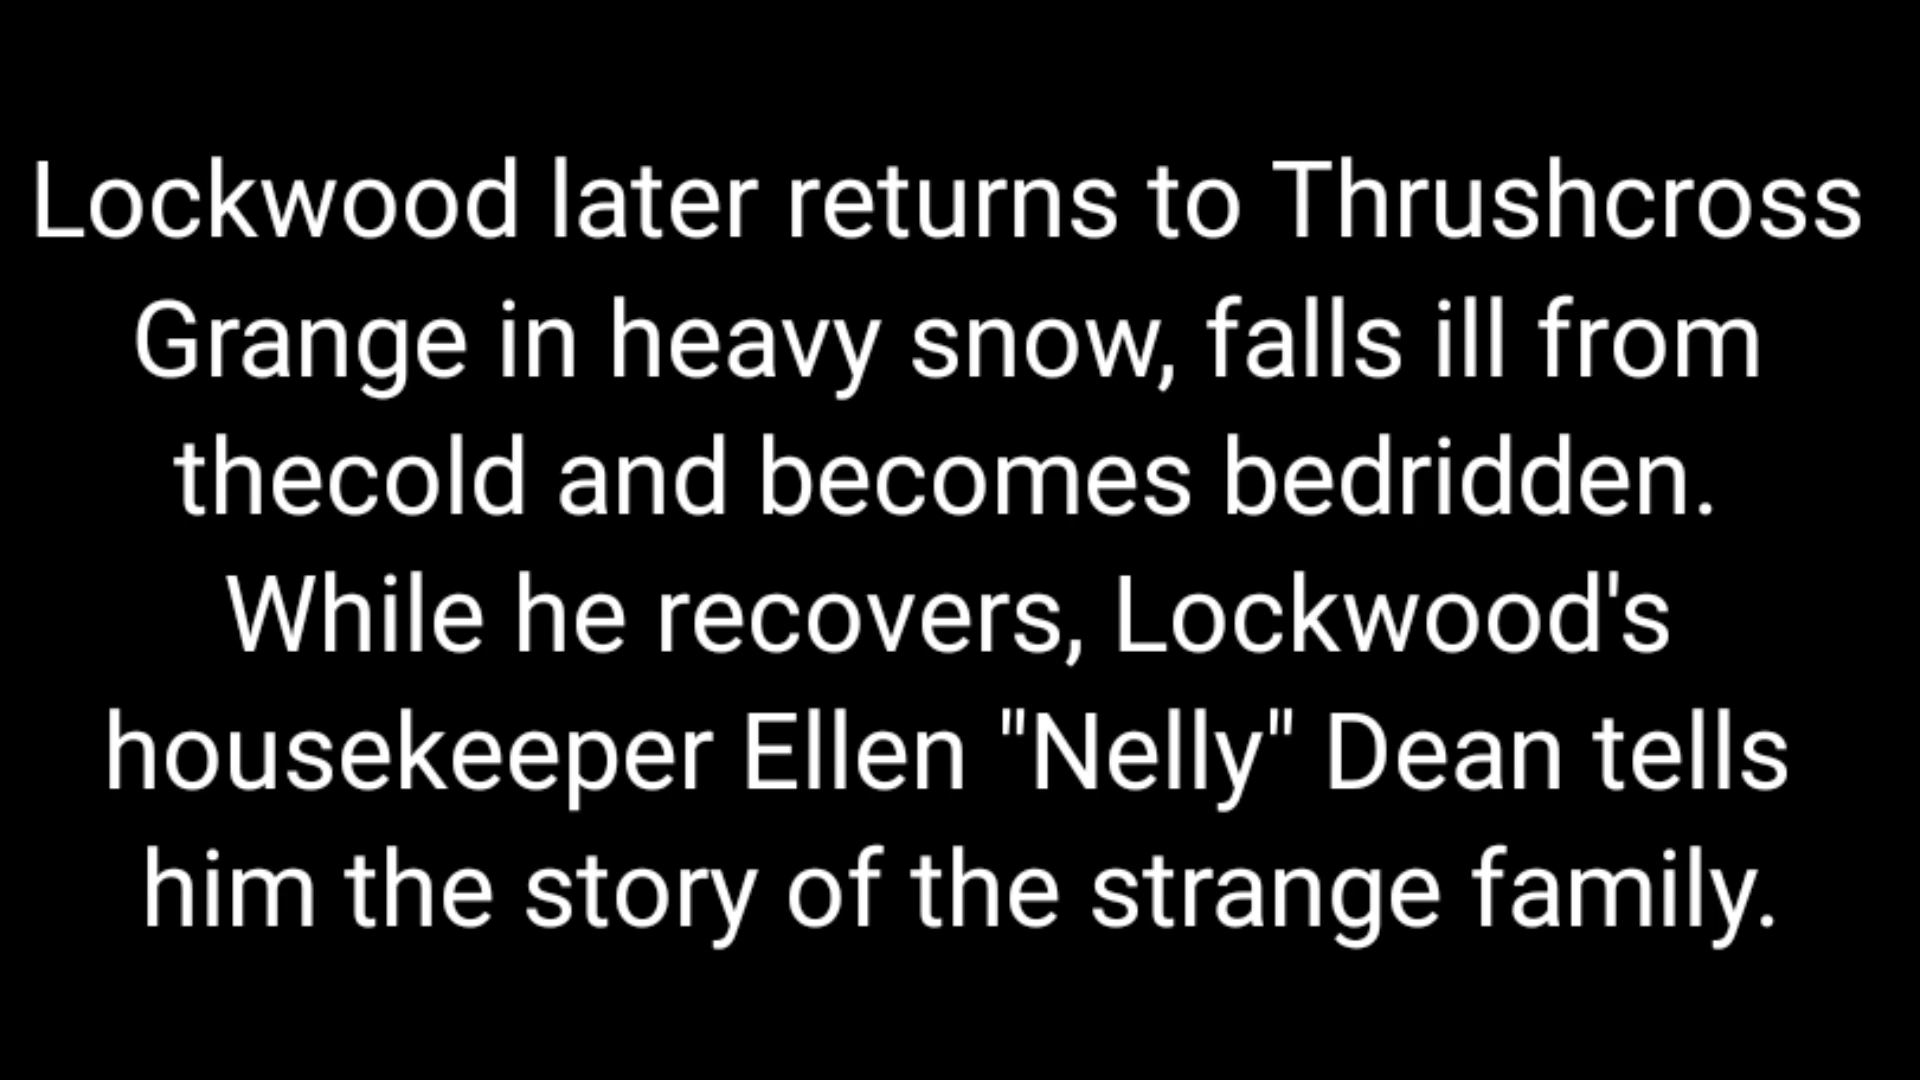 Lockwood later returns to Thrushcross
Grange in heavy snow, falls ill from
thecold and becomes bedridden.
While he recovers, Lockwood's
housekeeper Ellen "Nelly" Dean tells
him the story of the strange family.